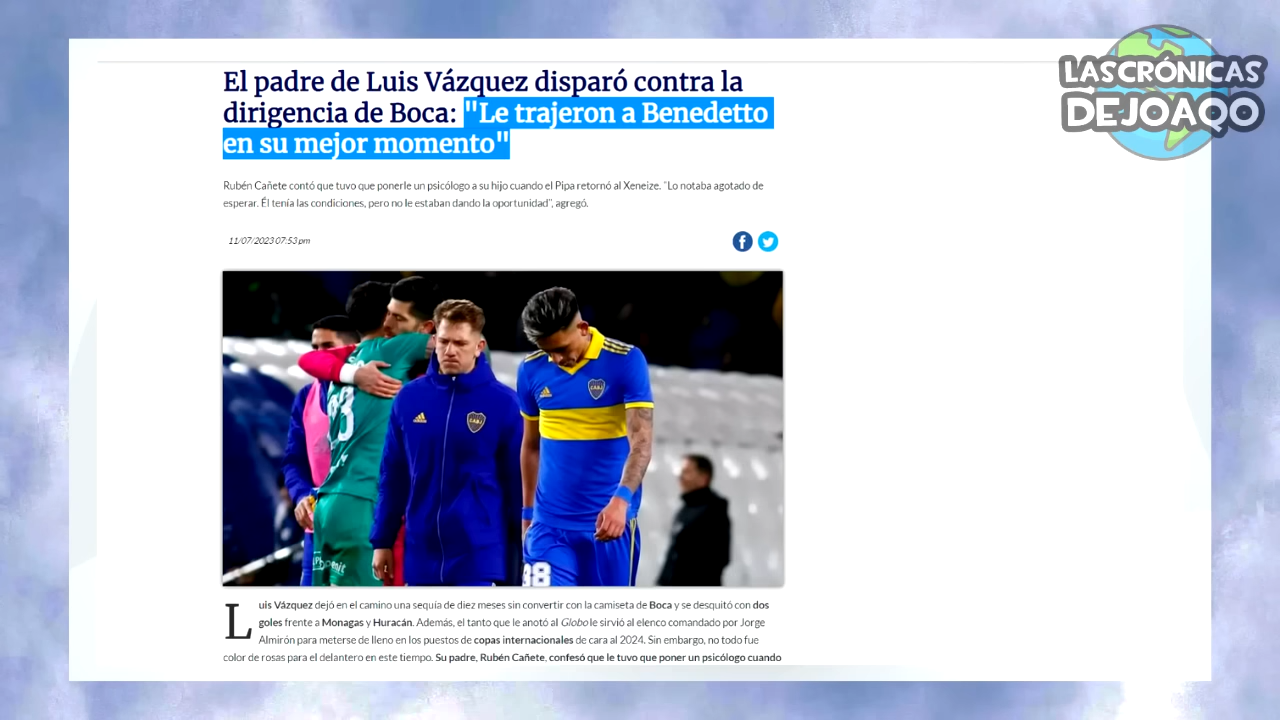 LAS CRÓNICAS
DE JOAQO
El padre de Luis Vázquez disparó contra la
dirigencia de Boca: "Le trajeron a Benedetto
en su mejor momento"
Rubén Cañete contó que tuvo que ponerle un psicólogo a su hijo cuando el Pipa retornó al Xeneize. "Lo notaba agotado de
esperar. Él tenía las condiciones, pero no le estaban dando la oportunidad", agregó.
11/07/2023 07:53 pm
CABJ
CABJ
38
Luis Vázquez dejó en el camino una sequía de diez meses sin convertir con la camiseta de Boca y se desquitó con dos
goles frente a Monagas y Huracán. Además, el tanto que le anotó al Globo le sirvió al elenco comandado por Jorge
Almirón para meterse de lleno en los puestos de copas internacionales de cara al 2024. Sin embargo, no todo fue
color de rosas para el delantero en este tiempo. Su padre, Rubén Cañete, confesó que le tuvo que poner un psicólogo cuando